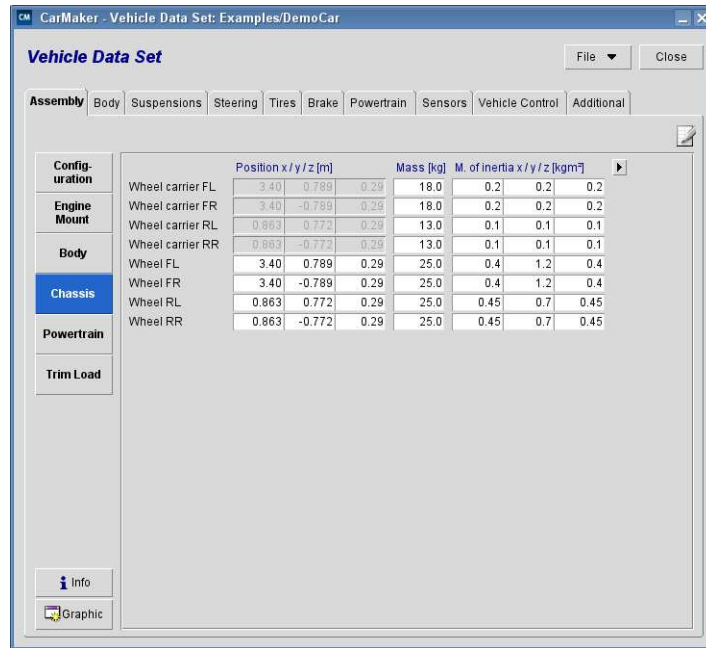 CM CarMaker - Vehicle Data Set: Examples/DemoCar
Vehicle Data Set
File Close
Assembly Body Suspensions Steering Tires Brake Powertrain Sensors Vehicle Control Additional
Config-
uration
Engine
Mount
Body
Chassis
Powertrain
Trim Load
Info
Graphic
Position x / y / z [m] Mass [kg] M. of inertia x / y / z [kgm²]
Wheel carrier FL 3.40 0.789 0.29 18.0 0.2 0.2 0.2
Wheel carrier FR 3.40 -0.789 0.29 18.0 0.2 0.2 0.2
Wheel carrier RL 0.863 0.772 0.29 13.0 0.1 0.1 0.1
Wheel carrier RR 0.863 -0.772 0.29 13.0 0.1 0.1 0.1
Wheel FL 3.40 0.789 0.29 25.0 0.4 1.2 0.4
Wheel FR 3.40 -0.789 0.29 25.0 0.4 1.2 0.4
Wheel RL 0.863 0.772 0.29 25.0 0.45 0.7 0.45
Wheel RR 0.863 -0.772 0.29 25.0 0.45 0.7 0.45